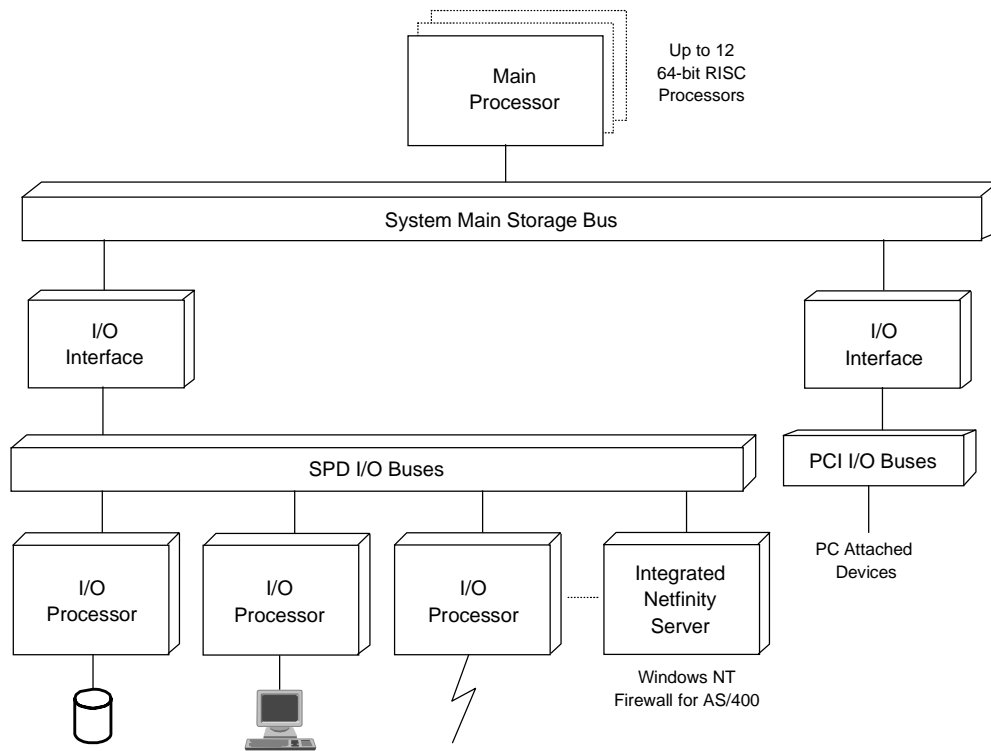 Main
Processor
Up to 12
64-bit RISC
Processors
System Main Storage Bus
I/O
Interface
I/O
Interface
SPD I/O Buses
PCI I/O Buses
I/O
Processor
I/O
Processor
I/O
Processor
Integrated
Netfinity
Server
PC Attached
Devices
Windows NT
Firewall for AS/400